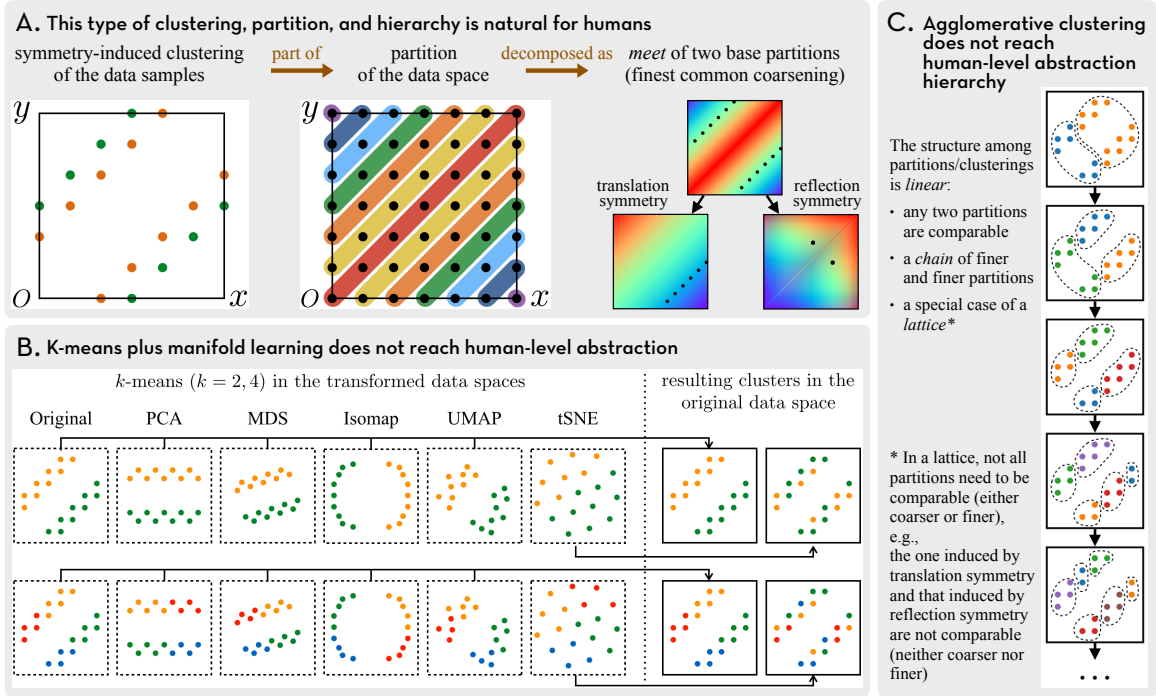 A. This type of clustering, partition, and hierarchy is natural for humans
symmetry-induced clustering
of the data samples
part of
partition
of the data space
decomposed as
meet of two base partitions
(finest common coarsening)
y
O
x
y
O
x
translation
symmetry
reflection
symmetry
B. K-means plus manifold learning does not reach human-level abstraction
k-means (k = 2, 4) in the transformed data spaces
resulting clusters in the
original data space
Original
PCA
MDS
Isomap
UMAP
tSNE
C. Agglomerative clustering
does not reach
human-level abstraction
hierarchy
The structure among
partitions/clusterings
is linear:
· any two partitions
are comparable
· a chain of finer
and finer partitions
· a special case of a
lattice*
* In a lattice, not all
partitions need to be
comparable (either
coarser or finer),
e.g.,
the one induced by
translation symmetry
and that induced by
reflection symmetry
are not comparable
(neither coarser nor
finer)
...